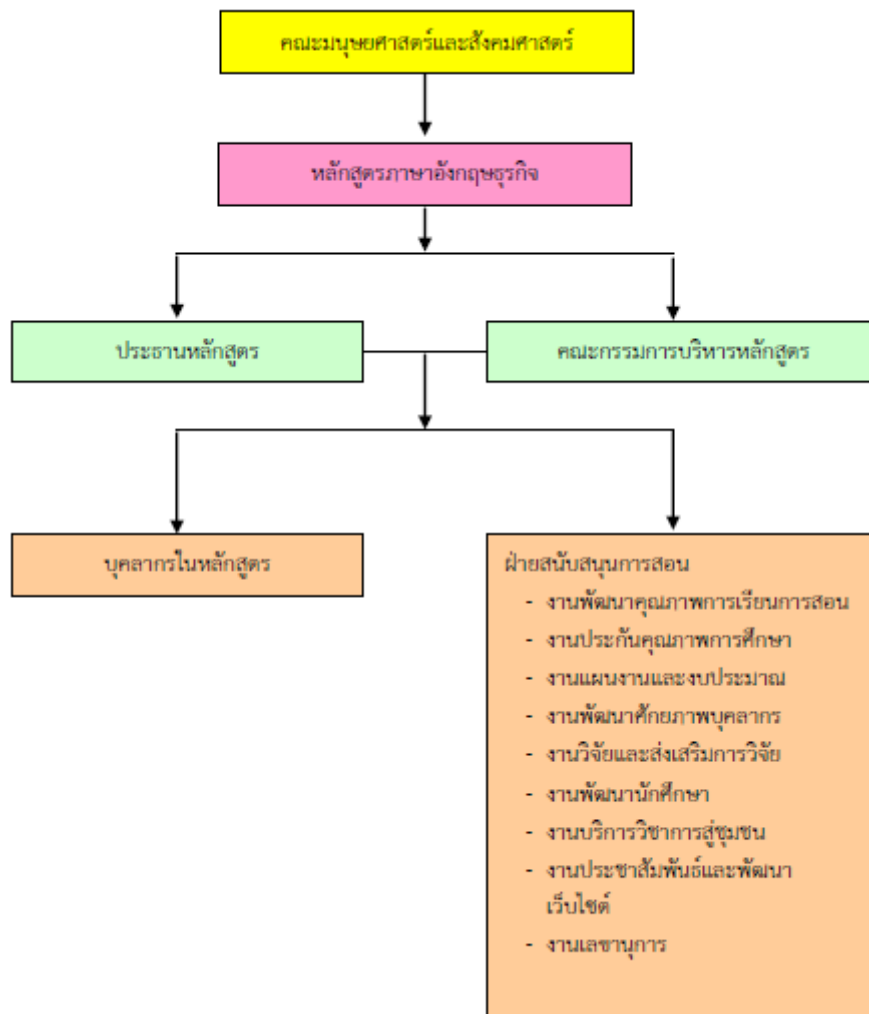 คณะมนุษยศาสตร์และสังคมศาสตร์
หลักสูตรภาษาอังกฤษธุรกิจ
ประธานหลักสูตร
คณะกรรมการบริหารหลักสูตร
บุคลากรในหลักสูตร
ฝ่ายสนับสนุนการสอน
- งานพัฒนาคุณภาพการเรียนการสอน
- งานประกันคุณภาพการศึกษา
- งานแผนงานและงบประมาณ
- งานพัฒนาศักยภาพบุคลากร
- งานวิจัยและส่งเสริมการวิจัย
- งานพัฒนานักศึกษา
- งานบริการวิชาการสู่ชุมชน
- งานประชาสัมพันธ์และพัฒนา
เว็บไซต์
- งานเลขานุการ